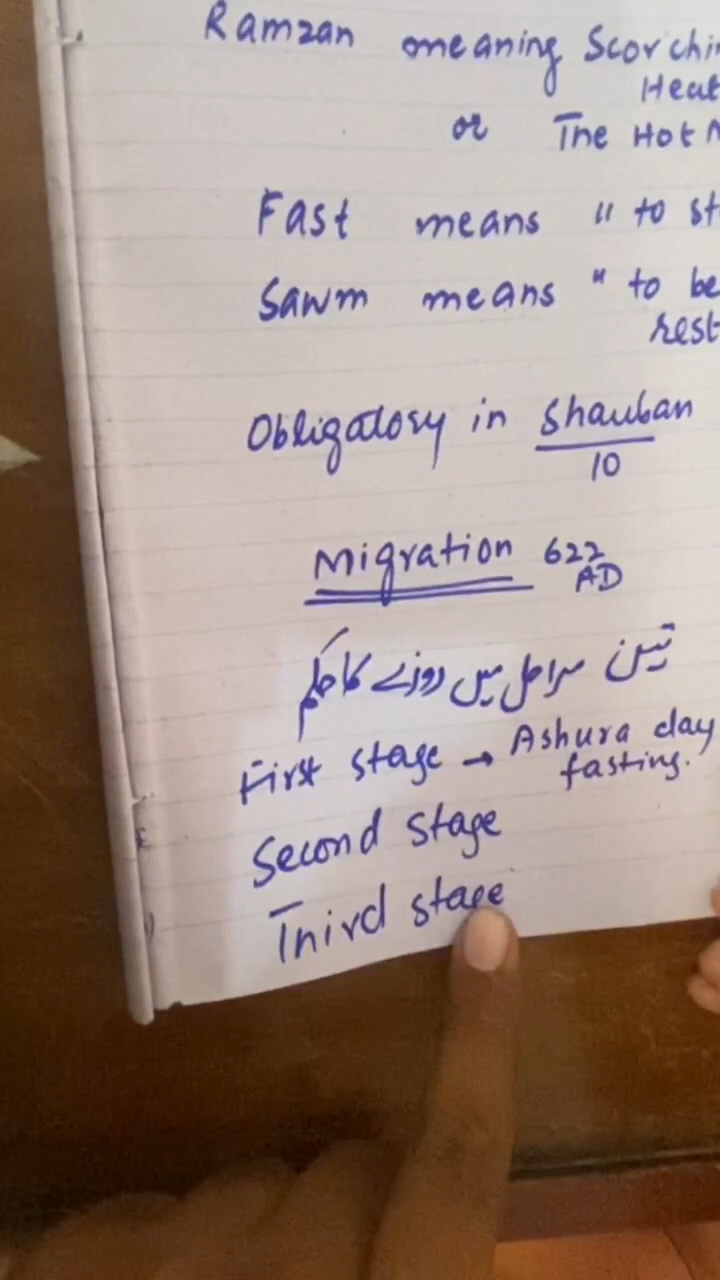 Ramzan meaning Scorchin
Heat
or The Hot M
Fast means " to st
Sawm means " to be
rest
Obligatory in Shauban
10
Migration 622
AD
تین مراحل میں روزے کا حکم
First stage → Ashura day
fasting.
Second stage
Third stage